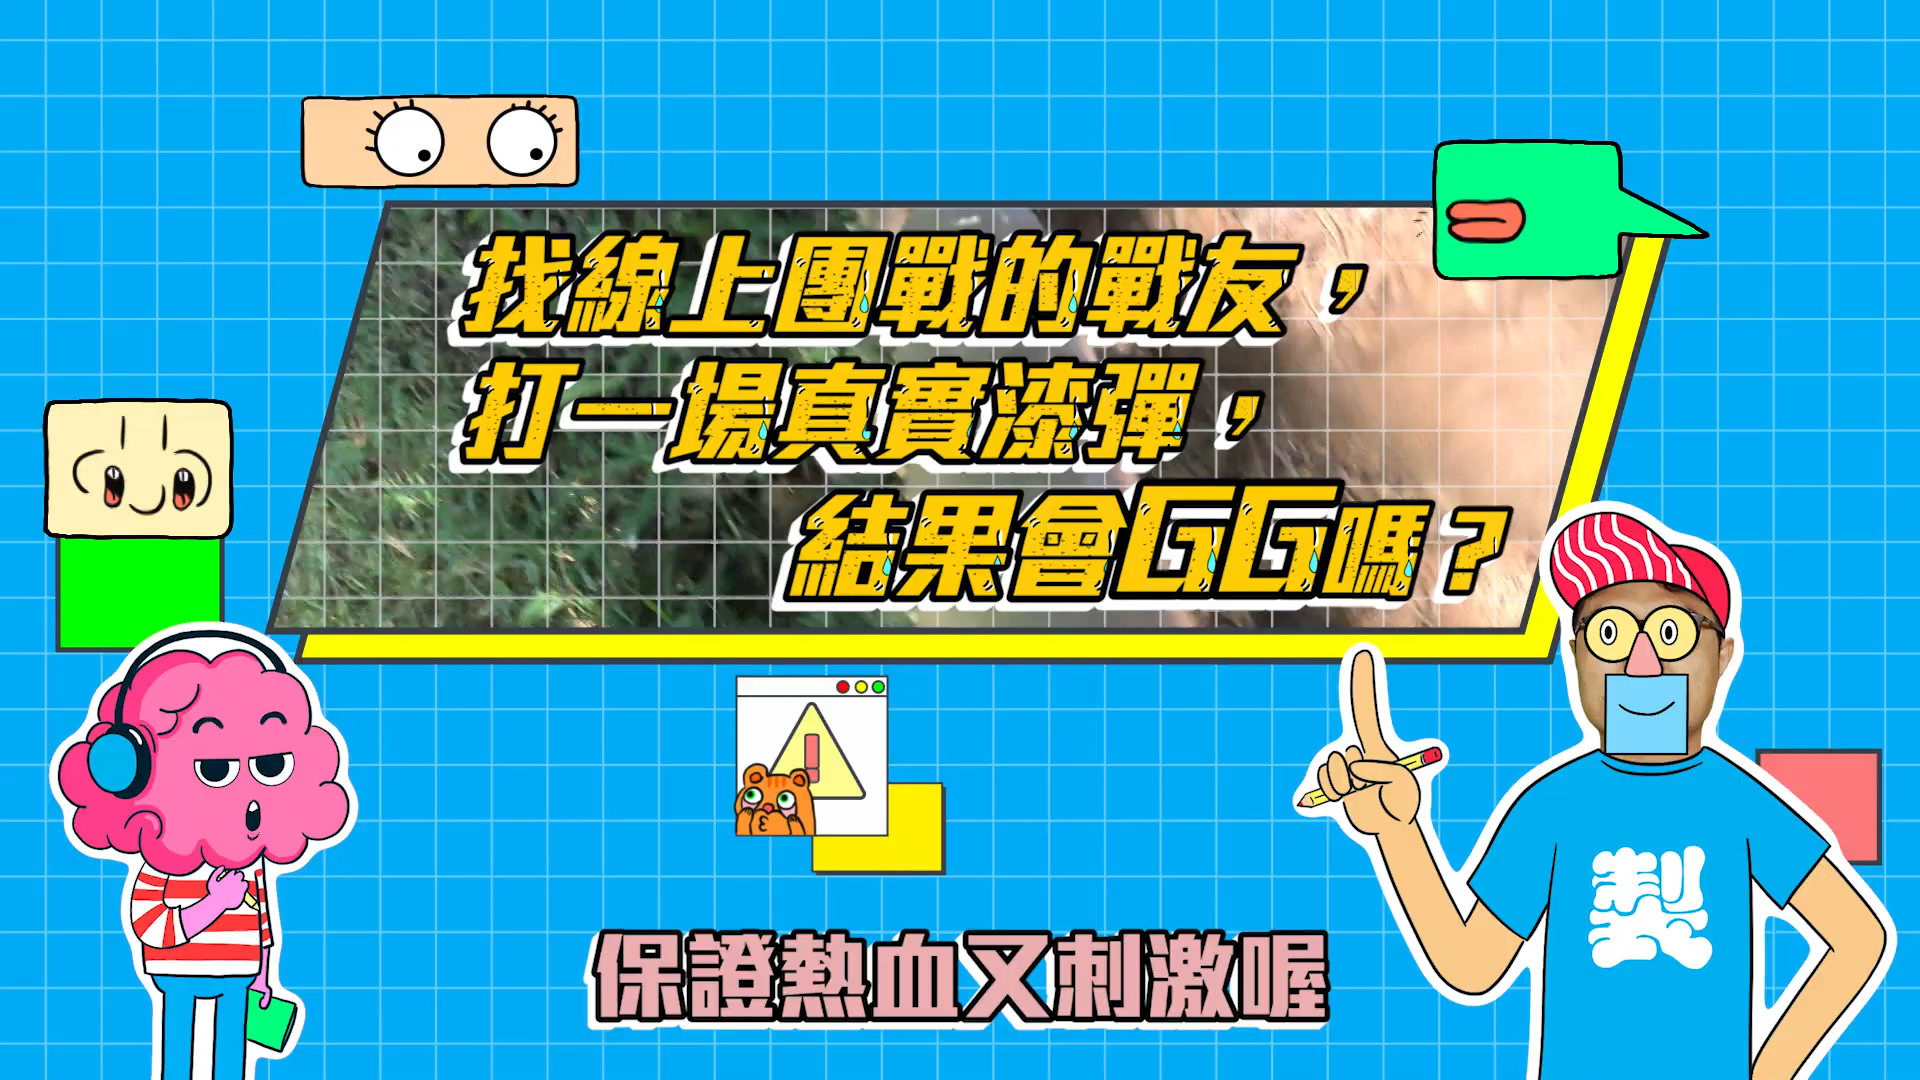 找線上團戰的戰友，
打一場真實漆彈，
結果會GG嗎？
製
保證熱血又刺激喔